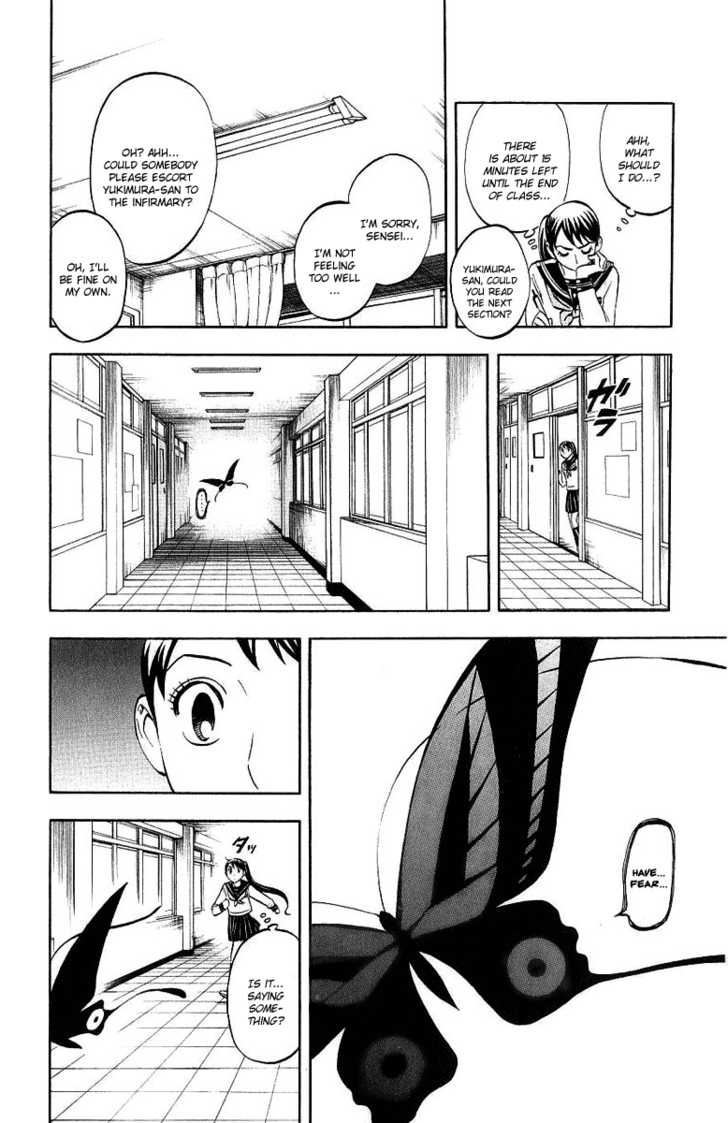 AHH,
WHAT
SHOULD
I DO...?
THERE
IS ABOUT 15
MINUTES LEFT
UNTIL THE END
OF CLASS...
YUKIMURA-
SAN, COULD
YOU READ
THE NEXT
SECTION?
I'M SORRY,
SENSEI...
I'M NOT
FEELING
TOO WELL
...
OH? AHH...
COULD SOMEBODY
PLEASE ESCORT
YUKIMURA-SAN TO
THE INFIRMARY?
OH, I'LL
BE FINE ON
MY OWN.
ガラ
HAVE...
FEAR...
ダッ
IS IT...
SAYING
SOME-
THING?